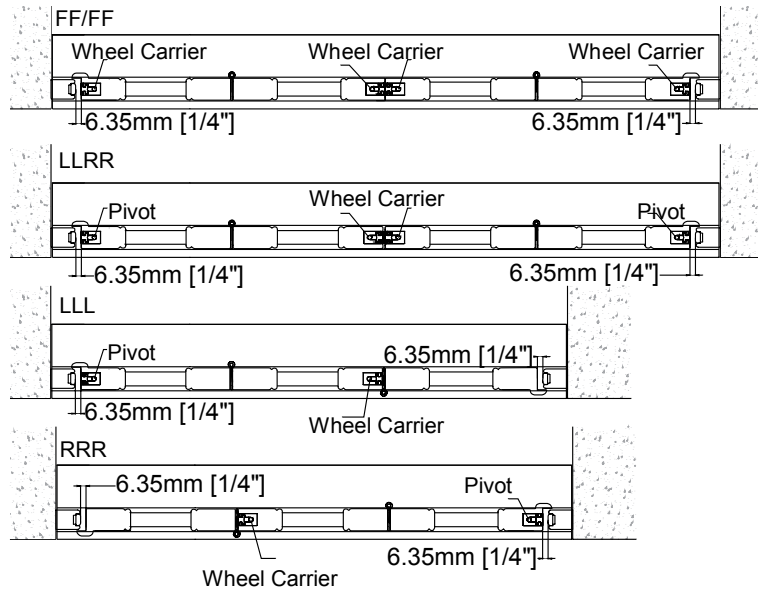 FF/FF
Wheel Carrier Wheel Carrier Wheel Carrier
6.35mm [1/4"] 6.35mm [1/4"]
LLRR
Wheel Carrier
Pivot Pivot
6.35mm [1/4"] 6.35mm [1/4"]
LLL
Pivot 6.35mm [1/4"]
6.35mm [1/4"]
Wheel Carrier
RRR
6.35mm [1/4"] Pivot
6.35mm [1/4"]
Wheel Carrier